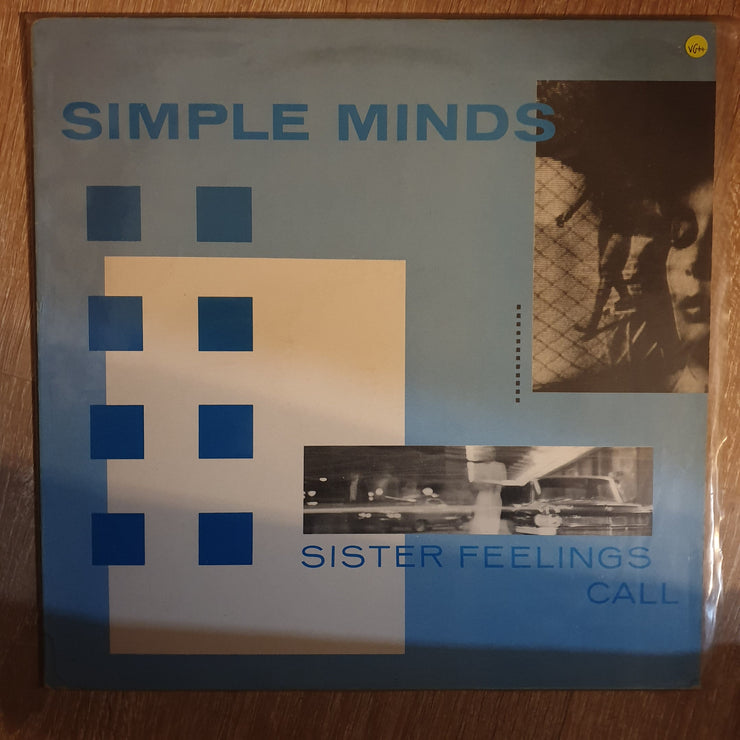 VG++
SIMPLE MINDS
SISTER FEELINGS
CALL